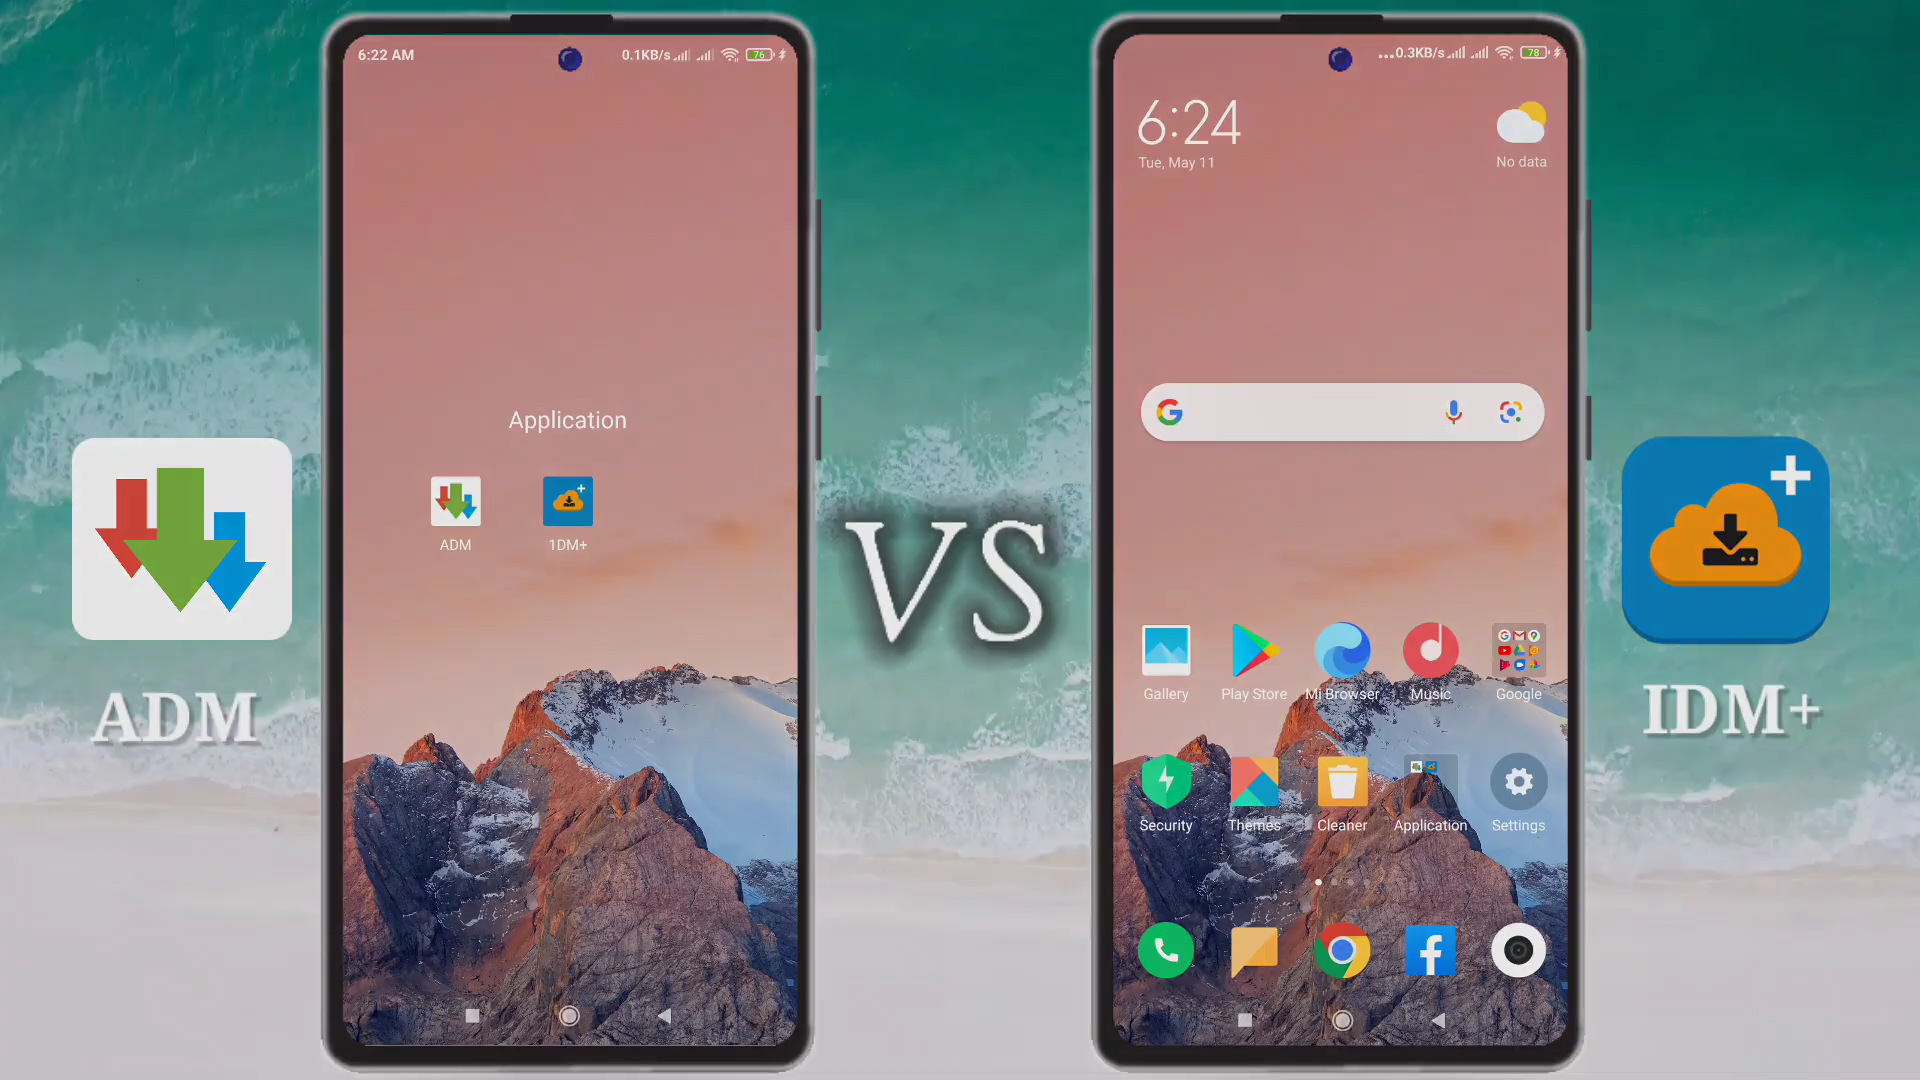 6:22 AM
0.1KB/s
76
Application
ADM
1DM+
ADM
VS
...0.3KB/s
78
6:24
Tue, May 11
No data
Gallery
Play Store
Mi Browser
Music
Google
Security
Themes
Cleaner
Application
Settings
IDM+